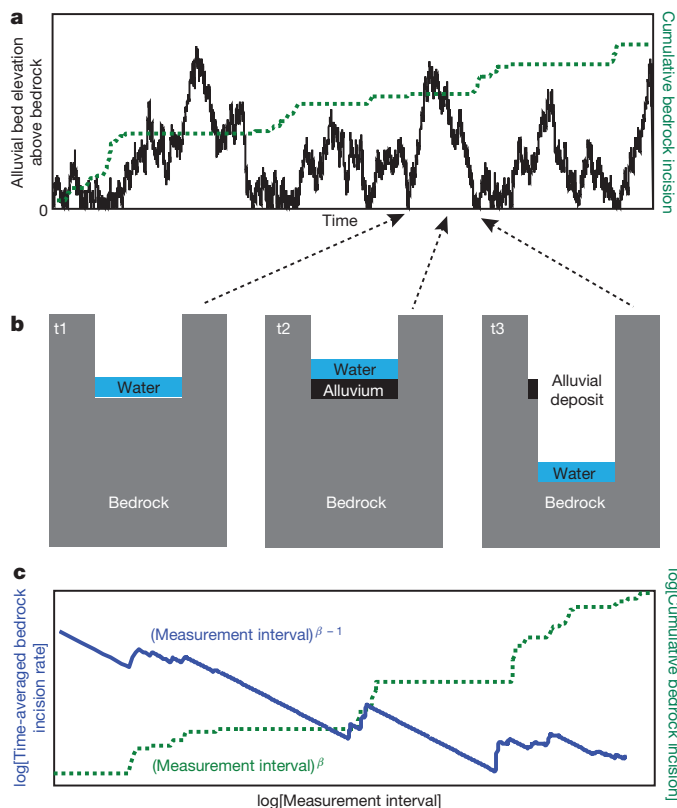 a
Alluvial bed elevation
above bedrock
0
Time
Cumulative bedrock incision
b
t1
Water
Bedrock
t2
Water
Alluvium
Bedrock
t3
Alluvial
deposit
Water
Bedrock
c
log[Time-averaged bedrock
incision rate]
(Measurement interval)^{β – 1}
(Measurement interval)^{β}
log[Measurement interval]
log[Cumulative bedrock incision]